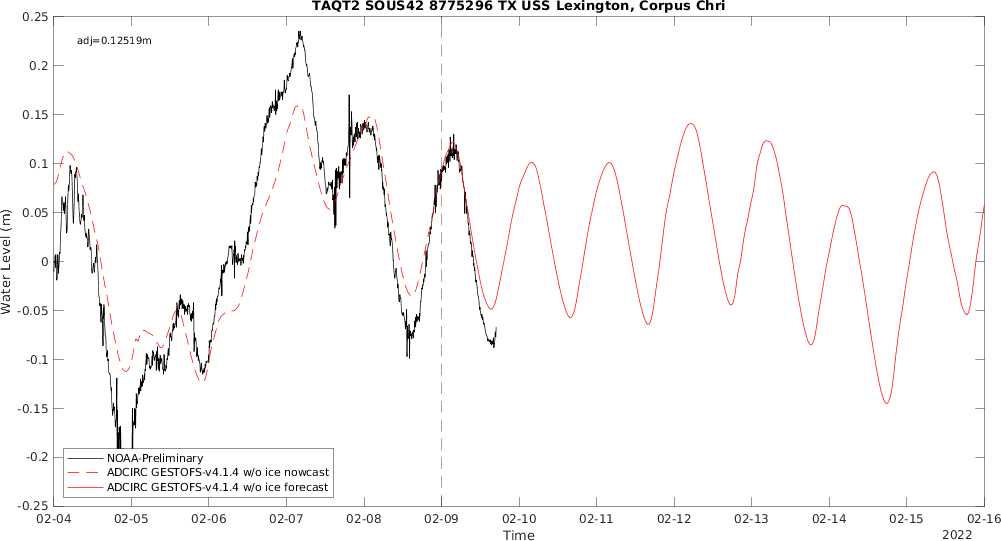 TAQT2 SOUS42 8775296 TX USS Lexington, Corpus Chri
adj=0.12519m
0.25
0.2
0.15
0.1
0.05
0
-0.05
-0.1
-0.15
-0.2
-0.25
Water Level (m)
NOAA-Preliminary
ADCIRC GESTOFS-v4.1.4 w/o ice nowcast
ADCIRC GESTOFS-v4.1.4 w/o ice forecast
02-04 02-05 02-06 02-07 02-08 02-09 02-10 02-11 02-12 02-13 02-14 02-15 02-16
Time
2022